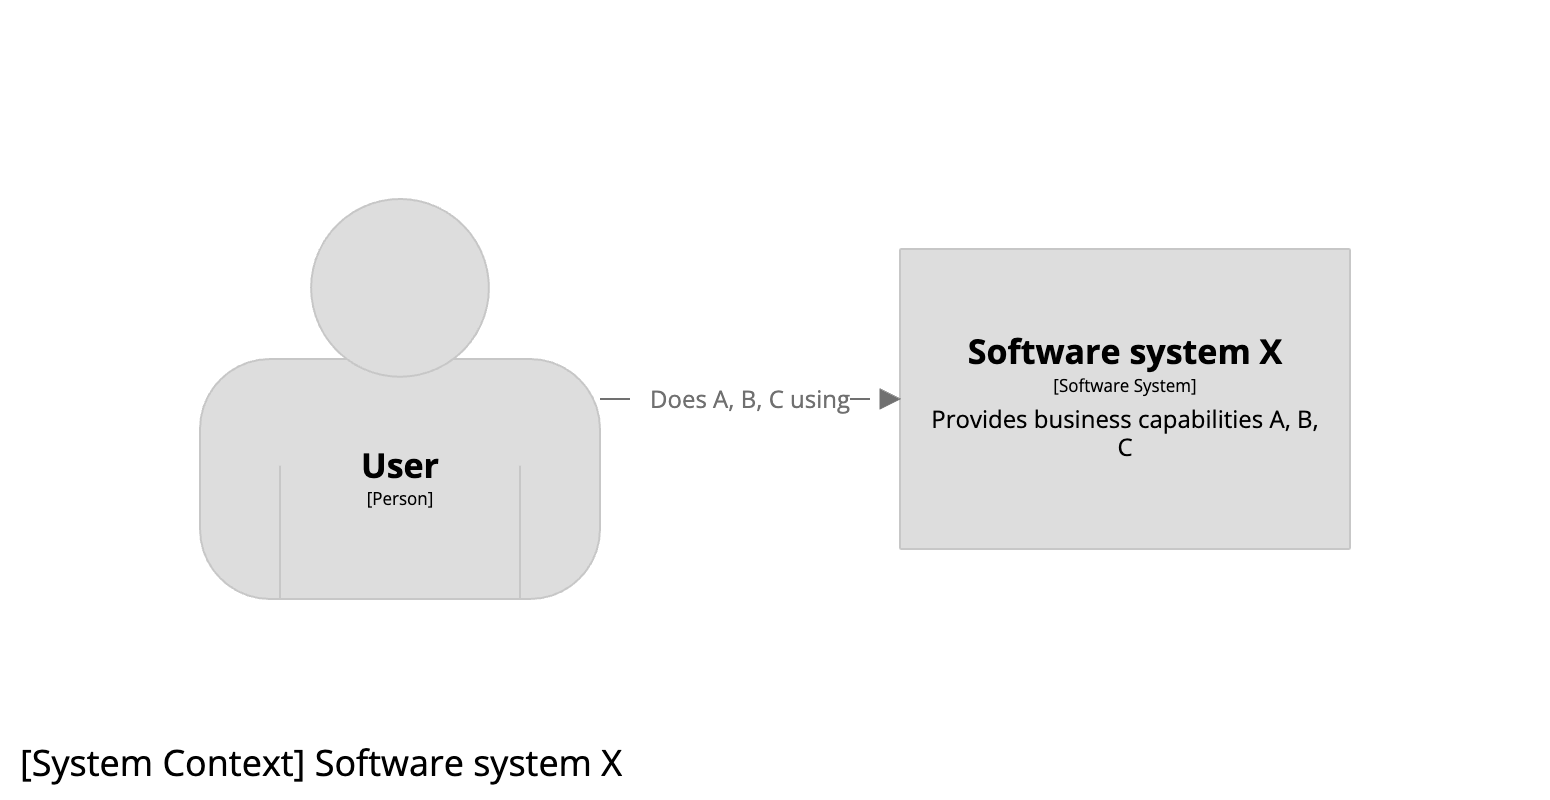 User
[Person]
Does A, B, C using
Software system X
[Software System]
Provides business capabilities A, B,
C
[System Context] Software system X